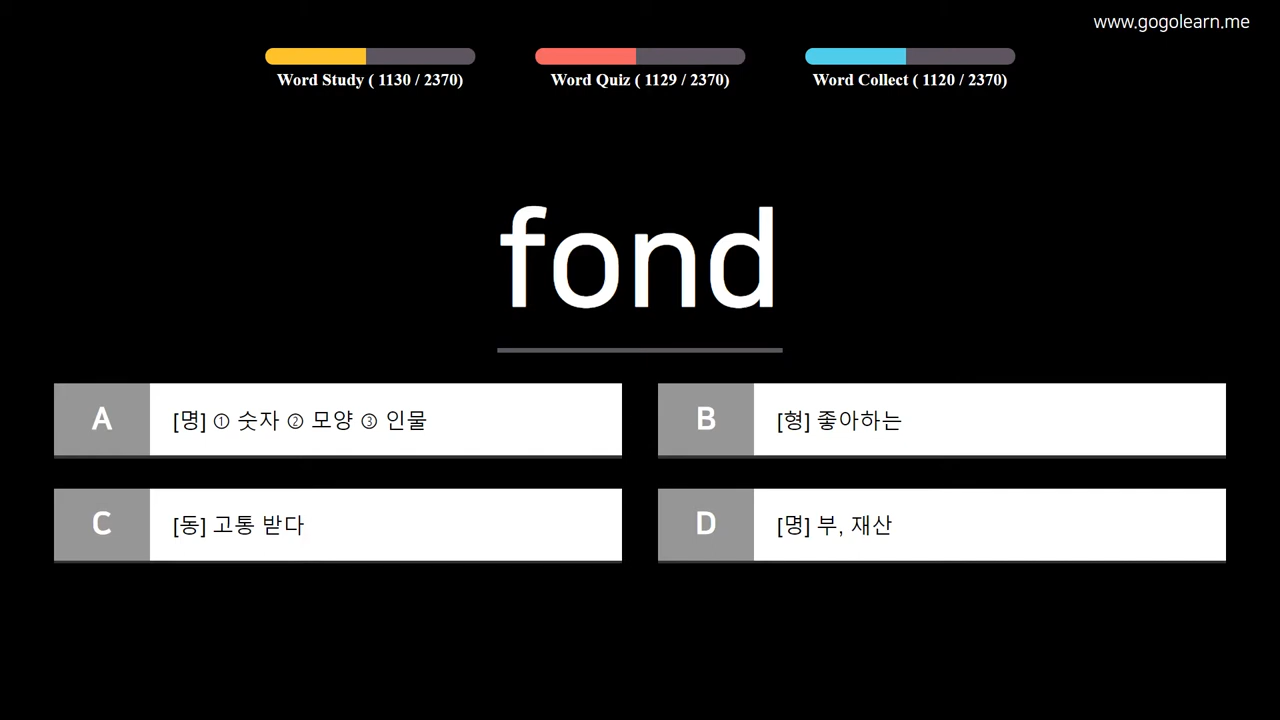 www.gogolearn.me
Word Study ( 1130 / 2370)
Word Quiz ( 1129 / 2370)
Word Collect ( 1120 / 2370)
fond
A [명] ① 숫자 ② 모양 ③ 인물
B [형] 좋아하는
C [동] 고통 받다
D [명] 부, 재산